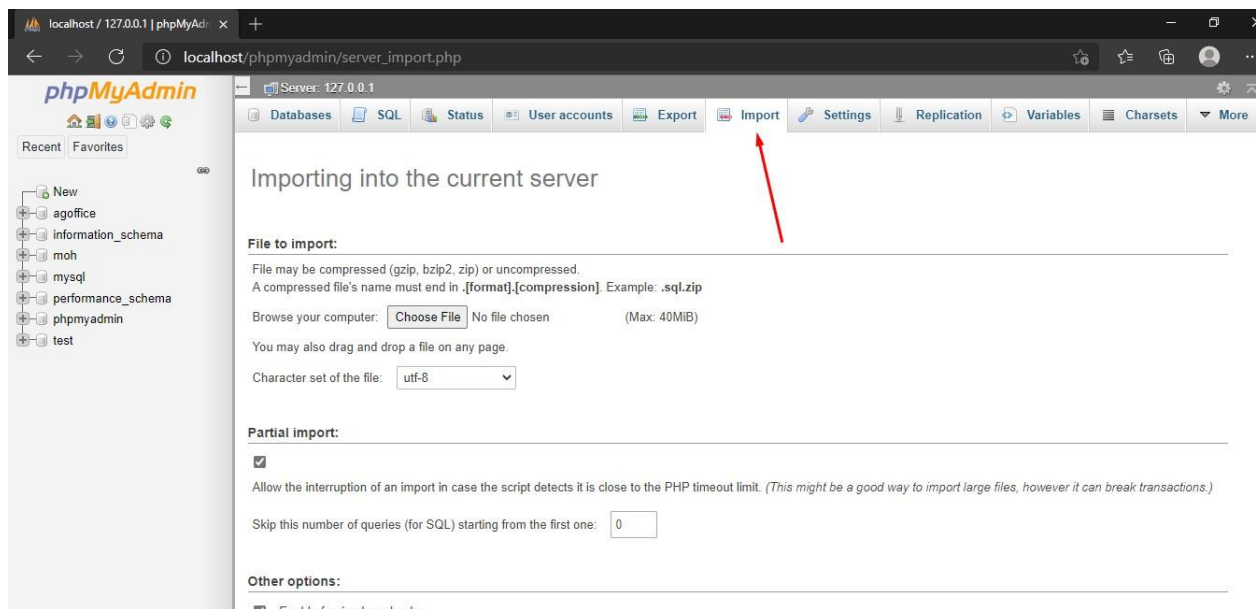 localhost / 127.0.0.1 | phpMyAdr
localhost/phpmyadmin/server_import.php
phpMyAdmin
Recent Favorites
New
agoffice
information_schema
moh
mysql
performance_schema
phpmyadmin
test
Server: 127.0.0.1
Databases SQL Status User accounts Export Import Settings Replication Variables Charsets More
Importing into the current server
File to import:
File may be compressed (gzip, bzip2, zip) or uncompressed.
A compressed file's name must end in .[format].[compression]. Example: .sql.zip
Browse your computer: Choose File No file chosen (Max: 40MiB)
You may also drag and drop a file on any page.
Character set of the file: utf-8
Partial import:
Allow the interruption of an import in case the script detects it is close to the PHP timeout limit. (This might be a good way to import large files, however it can break transactions.)
Skip this number of queries (for SQL) starting from the first one: 0
Other options: